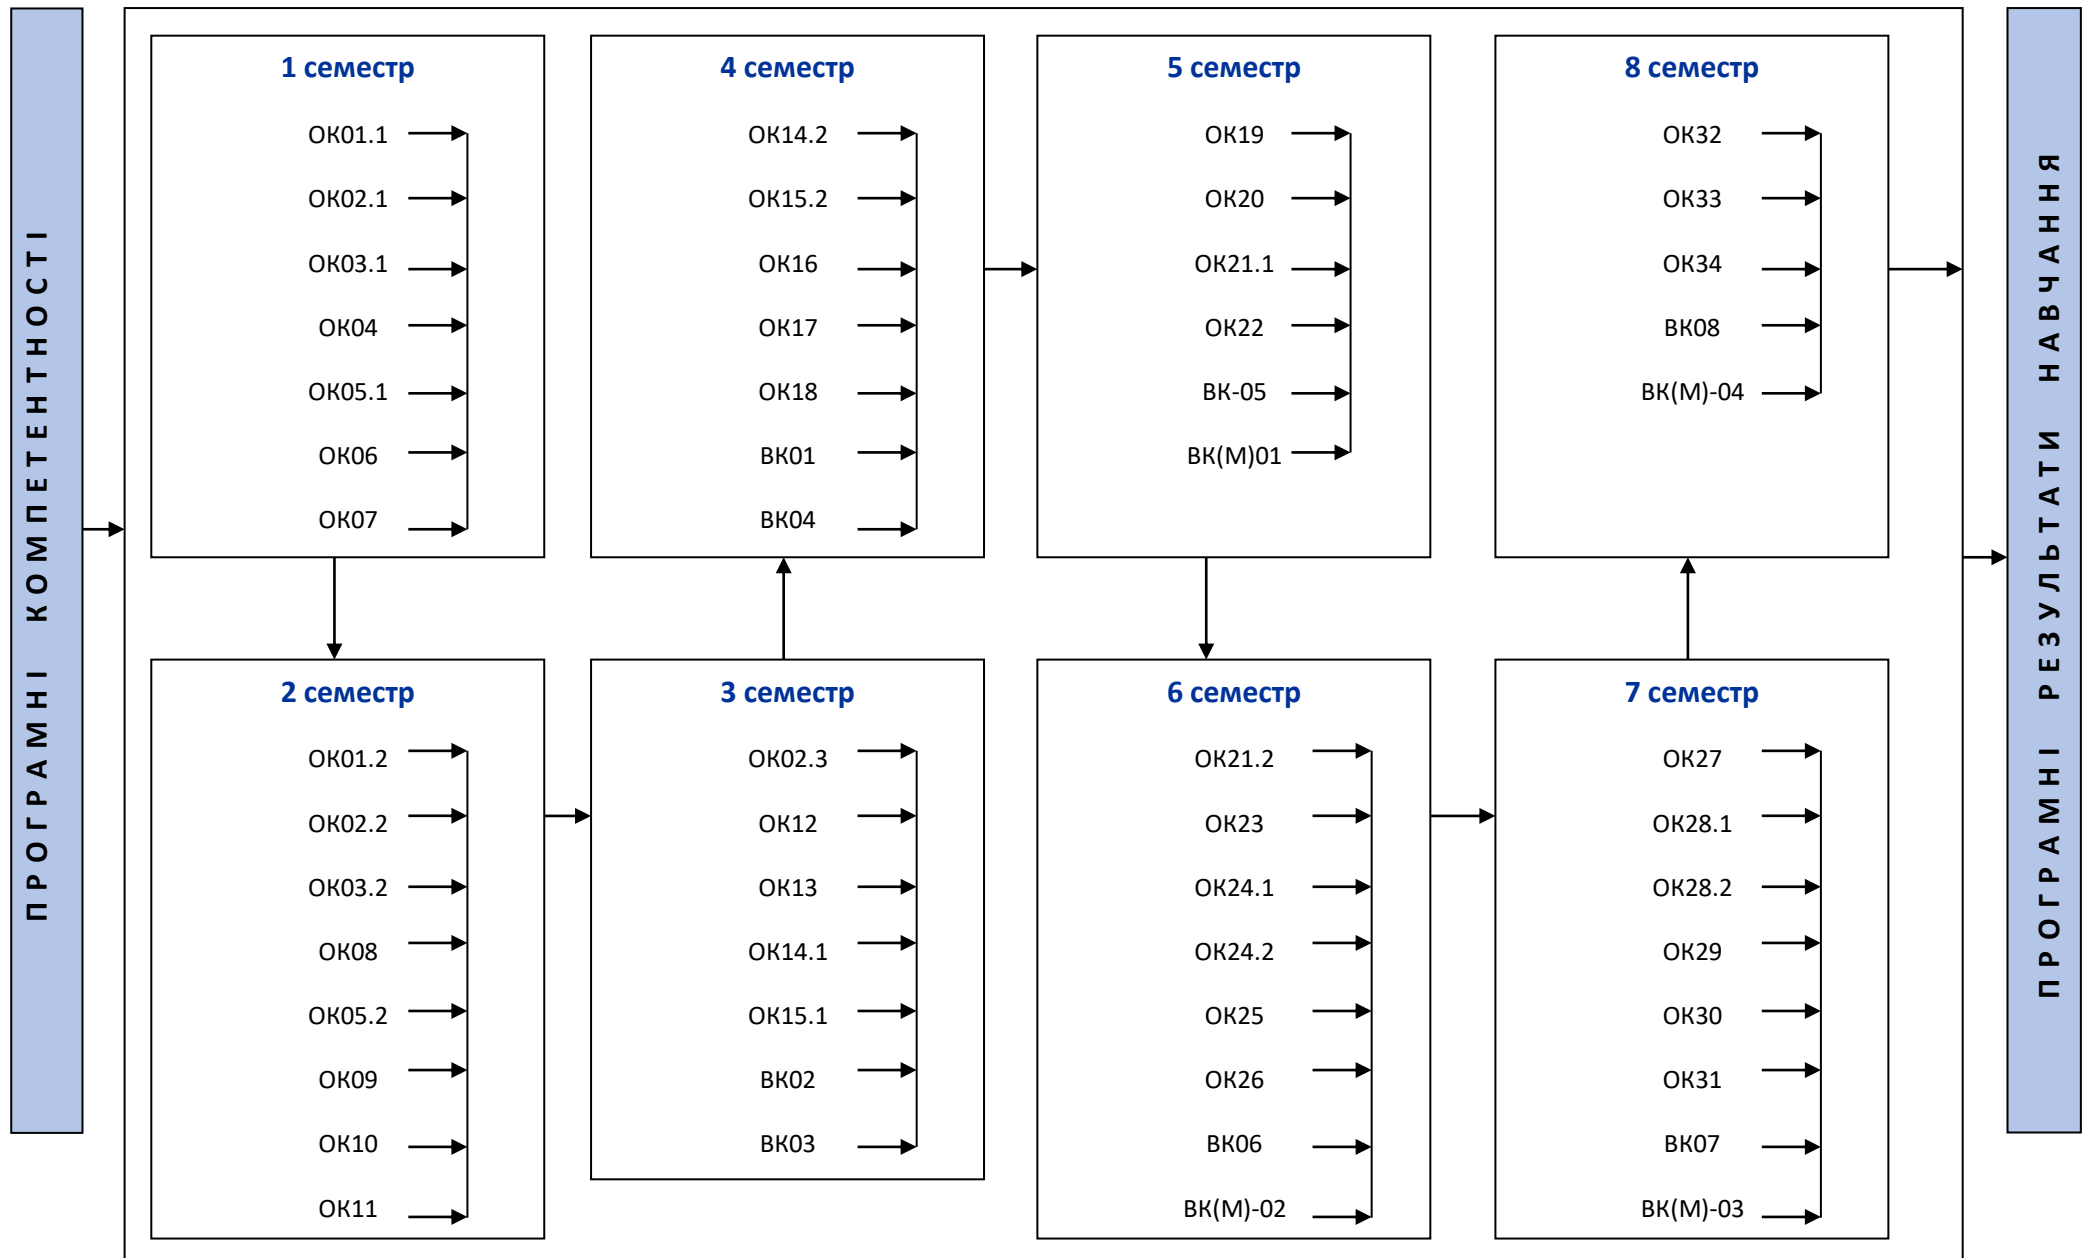 ПРОГРАМНІ КОМПЕТЕНТНОСТІ
1 семестр
ОК01.1
ОК02.1
ОК03.1
ОК04
ОК05.1
ОК06
ОК07
2 семестр
ОК01.2
ОК02.2
ОК03.2
ОК08
ОК05.2
ОК09
ОК10
ОК11
3 семестр
ОК02.3
ОК12
ОК13
ОК14.1
ОК15.1
ВК02
ВК03
4 семестр
ОК14.2
ОК15.2
ОК16
ОК17
ОК18
ВК01
ВК04
5 семестр
ОК19
ОК20
ОК21.1
ОК22
ВК-05
ВК(М)01
6 семестр
ОК21.2
ОК23
ОК24.1
ОК24.2
ОК25
ОК26
ВК06
ВК(М)-02
7 семестр
ОК27
ОК28.1
ОК28.2
ОК29
ОК30
ОК31
ВК07
ВК(М)-03
8 семестр
ОК32
ОК33
ОК34
ВК08
ВК(М)-04
ПРОГРАМНІ РЕЗУЛЬТАТИ НАВЧАННЯ